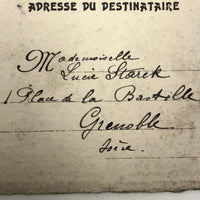 ADRESSE DU DESTINATAIRE
Mademoiselle
Lucie Starck
1 Place de la Bastille
Grenoble
Isère.